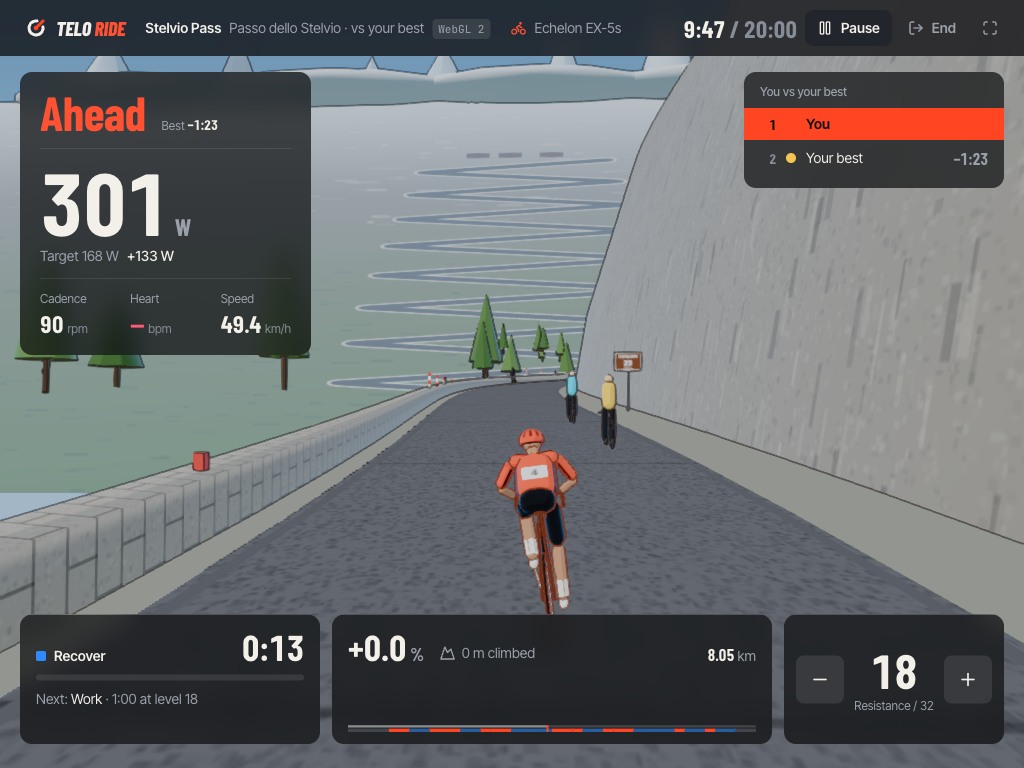 TELO RIDE
Stelvio Pass Passo dello Stelvio · vs your best WebGL 2 Echelon EX-5s 9:47 / 20:00 Pause End
Ahead Best −1:23
301 W
Target 168 W +133 W
Cadence Heart Speed
90 rpm – bpm 49.4 km/h
You vs your best
1 You
2 Your best −1:23
4
Recover 0:13
Next: Work · 1:00 at level 18
+0.0 % 0 m climbed 8.05 km
− 18 +
Resistance / 32